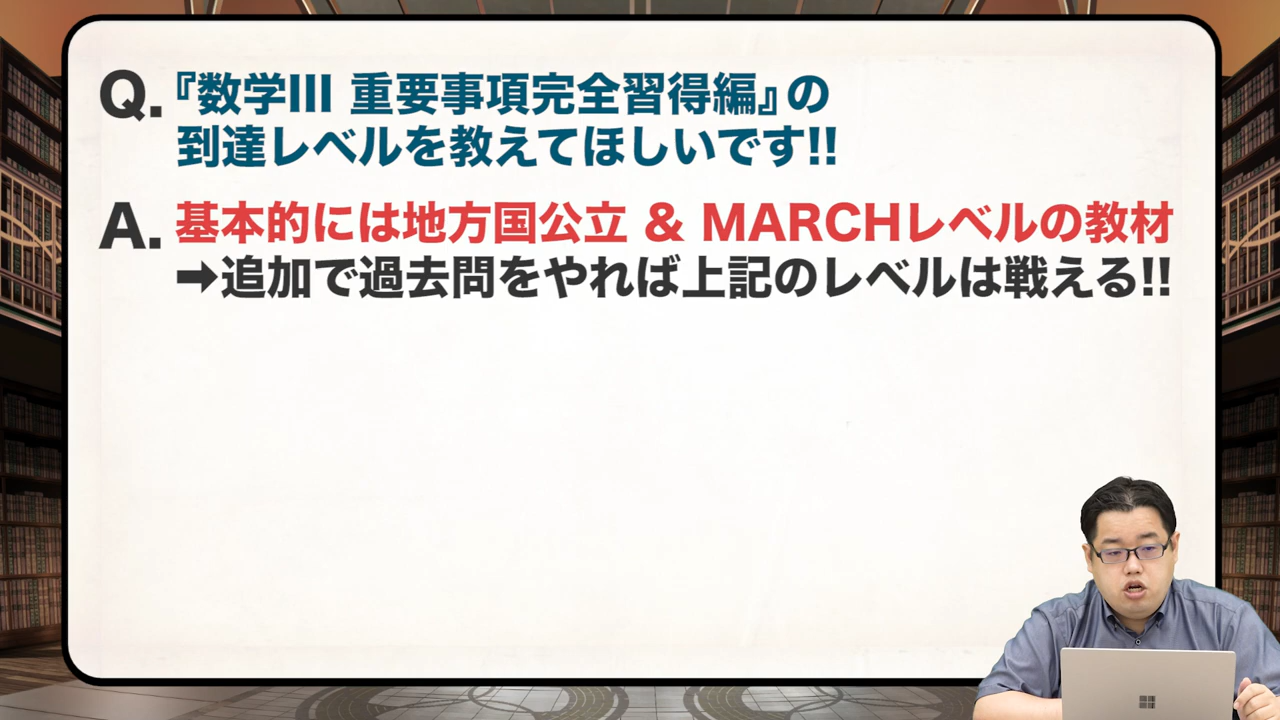 Q.『数学III 重要事項完全習得編』の
到達レベルを教えてほしいです!!
A. 基本的には地方国公立 & MARCHレベルの教材
➡追加で過去問をやれば上記のレベルは戦える!!